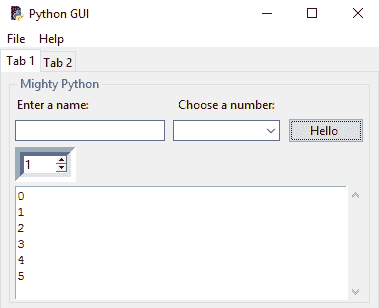 Python GUI
File Help
Tab 1 Tab 2
Mighty Python
Enter a name: Choose a number:
Hello
1
0
1
2
3
4
5